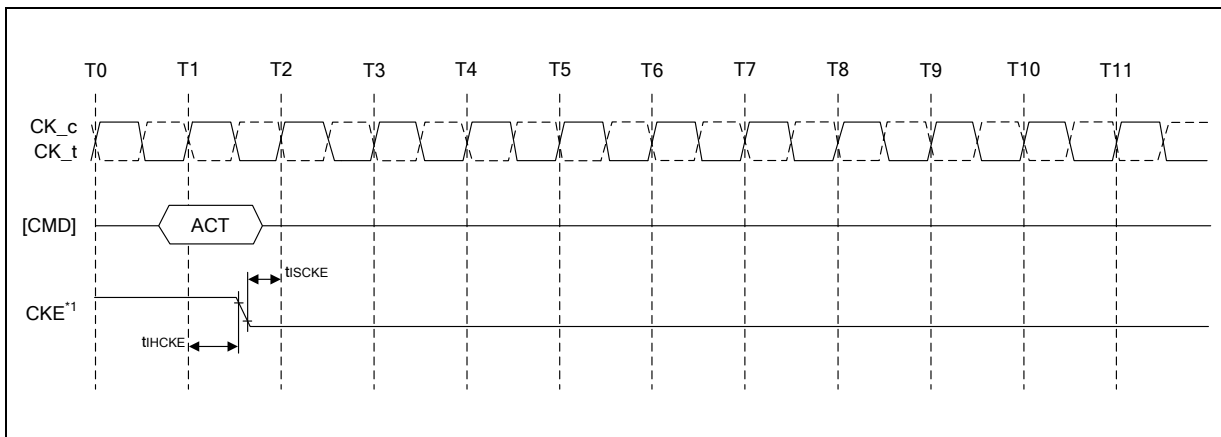 T0 T1 T2 T3 T4 T5 T6 T7 T8 T9 T10 T11
CK_c
CK_t
[CMD] ACT
tISCKE
CKE*1
tIHCKE